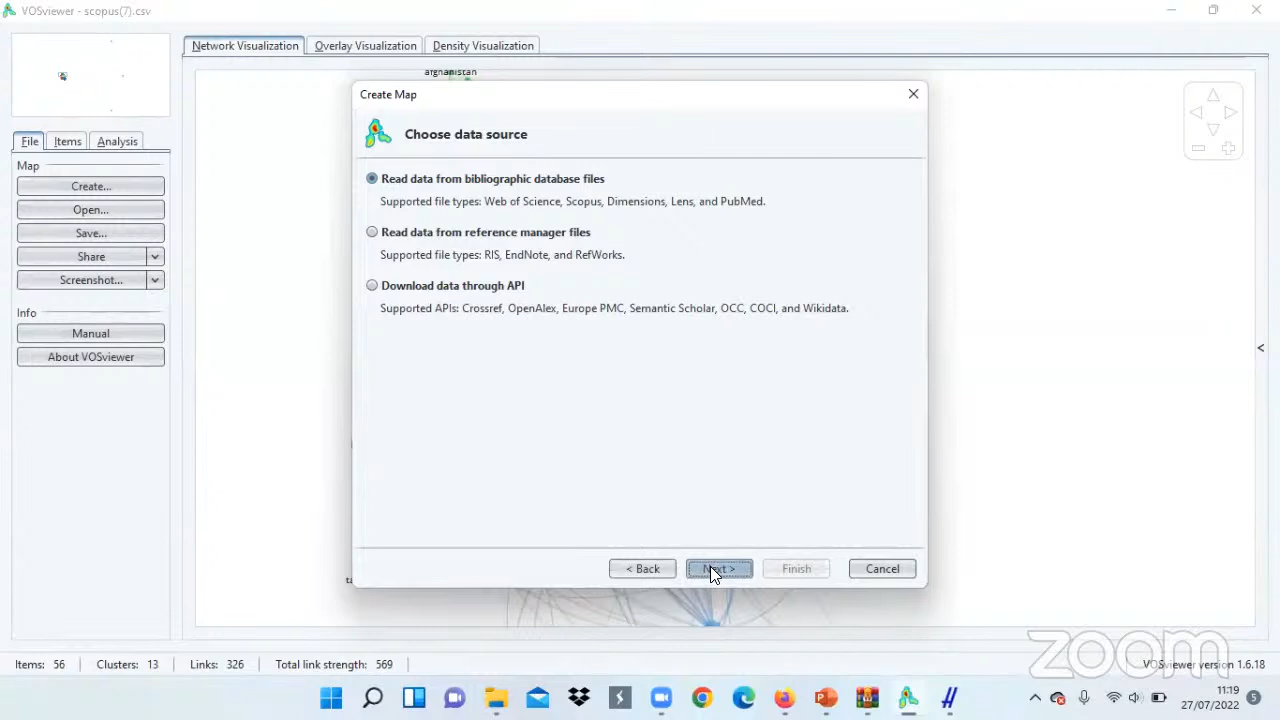 VOSviewer - scopus(7).csv
Network Visualization
Overlay Visualization
Density Visualization
afghanistan
Create Map
Choose data source
File
Items
Analysis
Map
Create...
Open...
Save...
Share
Screenshot...
Info
Manual
About VOSviewer
Read data from bibliographic database files
Supported file types: Web of Science, Scopus, Dimensions, Lens, and PubMed.
Read data from reference manager files
Supported file types: RIS, EndNote, and RefWorks.
Download data through API
Supported APIs: Crossref, OpenAlex, Europe PMC, Semantic Scholar, OCC, COCI, and Wikidata.
<
< Back
Next >
Finish
Cancel
zoom
Items: 56
Clusters: 13
Links: 326
Total link strength: 569
VOSviewer version 1.6.18
11:19
27/07/2022
5